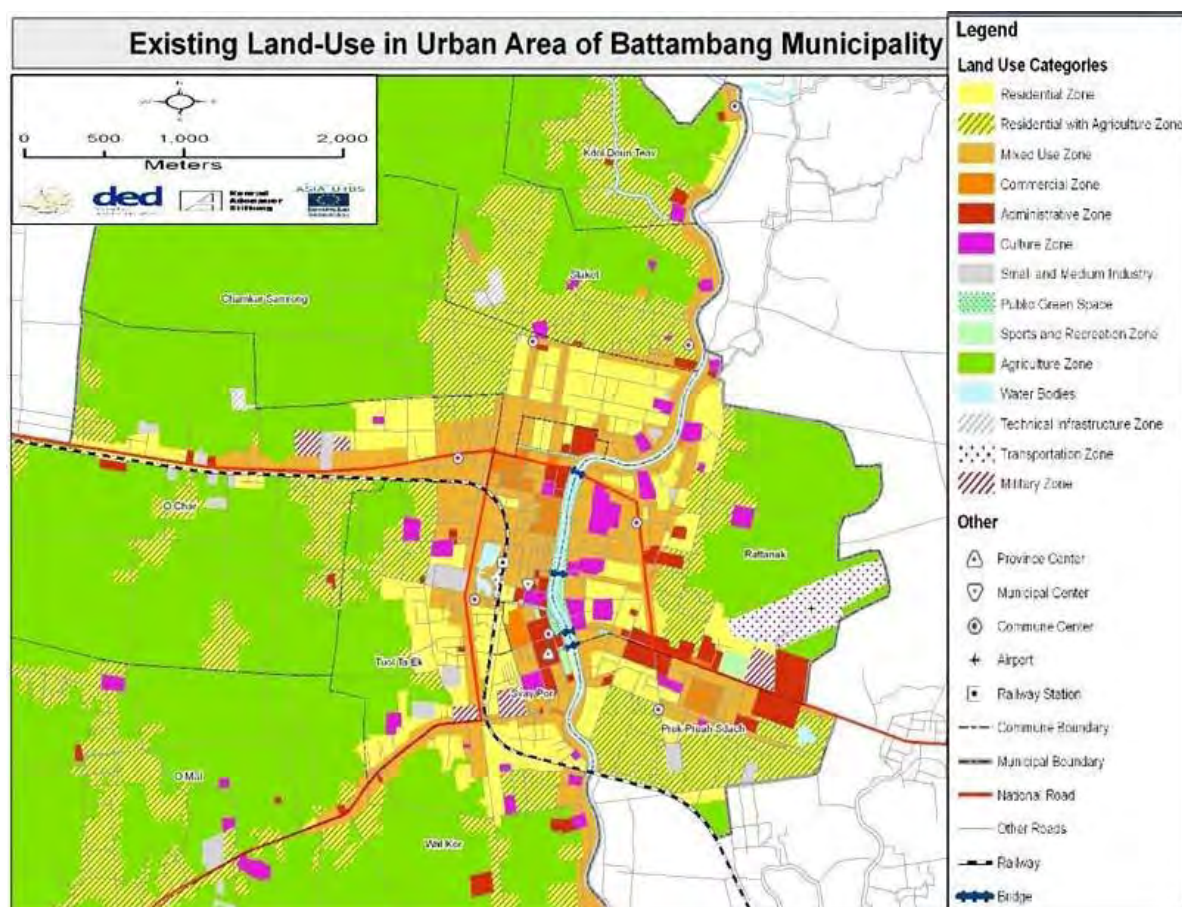 Existing Land-Use in Urban Area of Battambang Municipality
0 500 1,000 2,000
Meters
ded
Konrad
Adenauer
Stiftung
ASIA URBS
Kdol Doun Teav
Slaket
Chamkar Samrong
O Char
Rattanak
Tuol Ta Ek
Svay Por
Prek Preah Sdach
O Mal
Wat Kor
Legend
Land Use Categories
Residential Zone
Residential with Agriculture Zone
Mixed Use Zone
Commercial Zone
Administrative Zone
Culture Zone
Small and Medium Industry
Public Green Space
Sports and Recreation Zone
Agriculture Zone
Water Bodies
Technical Infrastructure Zone
Transportation Zone
Military Zone
Other
Province Center
Municipal Center
Commune Center
Airport
Railway Station
Commune Boundary
Municipal Boundary
National Road
Other Roads
Railway
Bridge